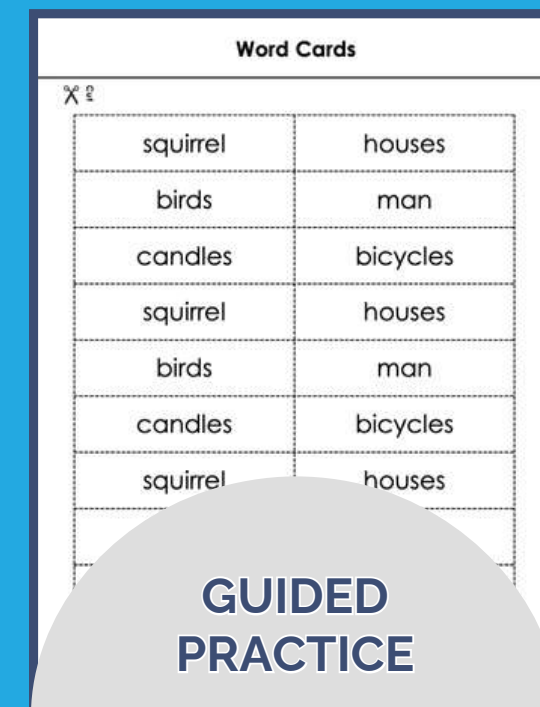 Word Cards
squirrel houses
birds man
candles bicycles
squirrel houses
birds man
candles bicycles
squirrel houses
GUIDED
PRACTICE